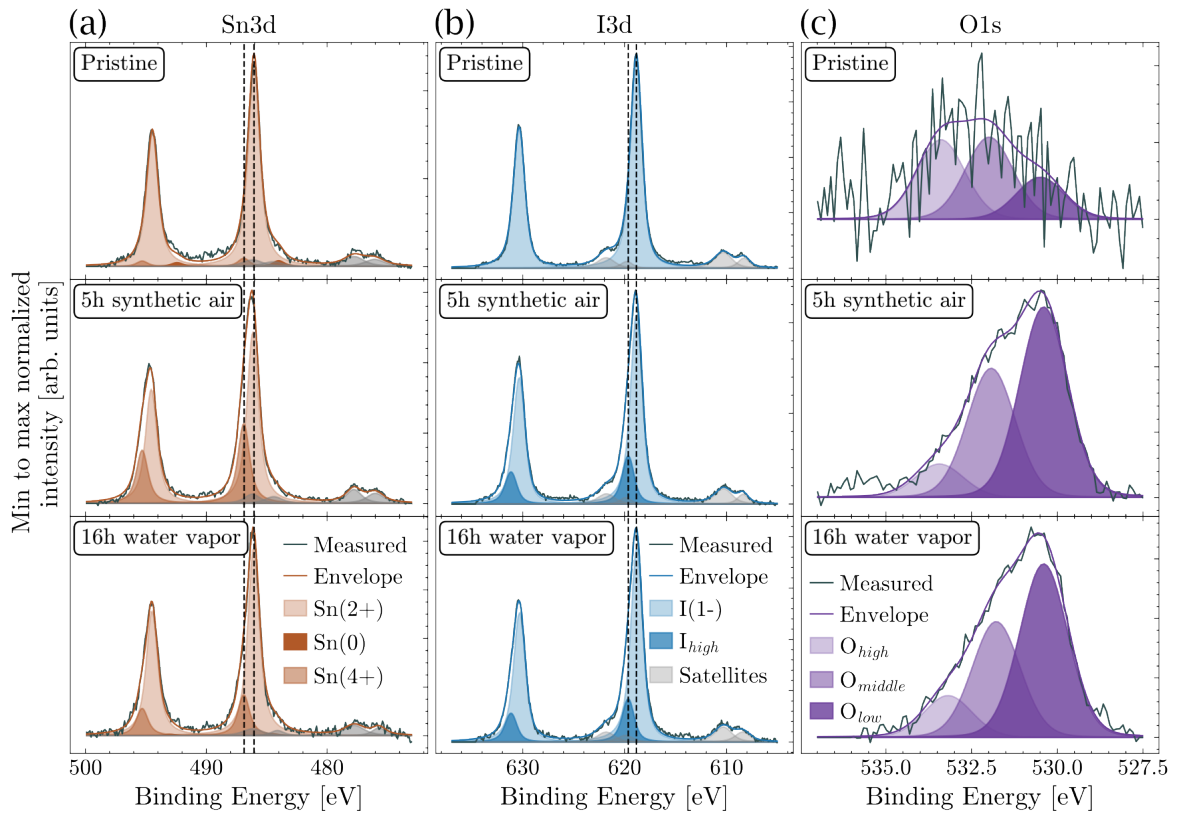 (a)
Sn3d
(b)
I3d
(c)
O1s
Pristine
Pristine
Pristine
5h synthetic air
5h synthetic air
5h synthetic air
16h water vapor
16h water vapor
16h water vapor
Measured
Envelope
Sn(2+)
Sn(0)
Sn(4+)
Measured
Envelope
I(1-)
I_high
Satellites
Measured
Envelope
O_high
O_middle
O_low
Min to max normalized
intensity [arb. units]
500 490 480
630 620 610
535.0 532.5 530.0 527.5
Binding Energy [eV]
Binding Energy [eV]
Binding Energy [eV]